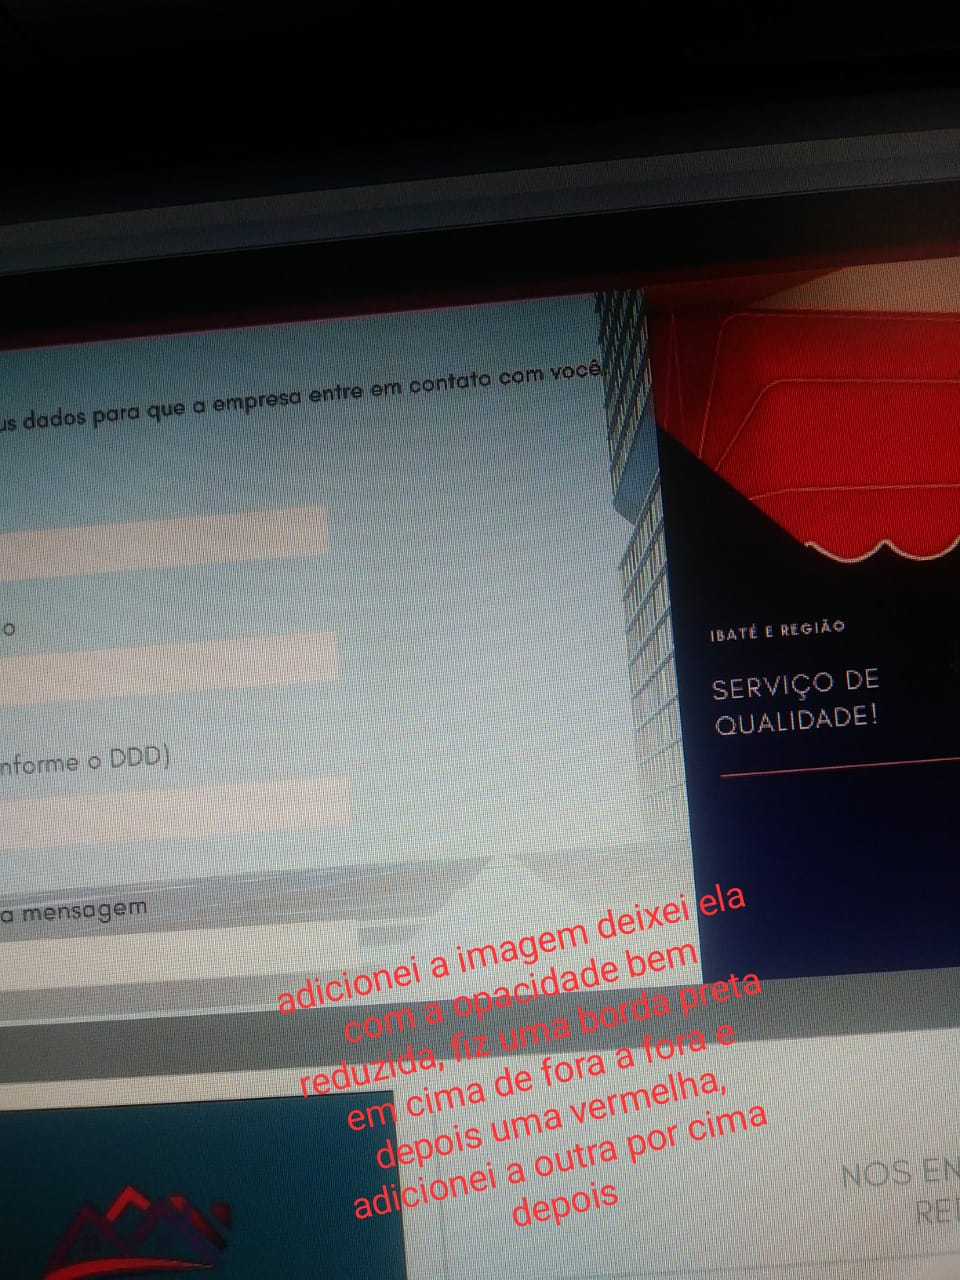 us dados para que a empresa entre em contato com você
o
nforme o DDD)
a mensagem
IBATÉ E REGIÃO
SERVIÇO DE
QUALIDADE!
adicionei a imagem deixei ela
com a opacidade bem
reduzida, fiz uma borda preta
em cima de fora a fora e
depois uma vermelha,
adicionei a outra por cima
depois
NOS EN
RED